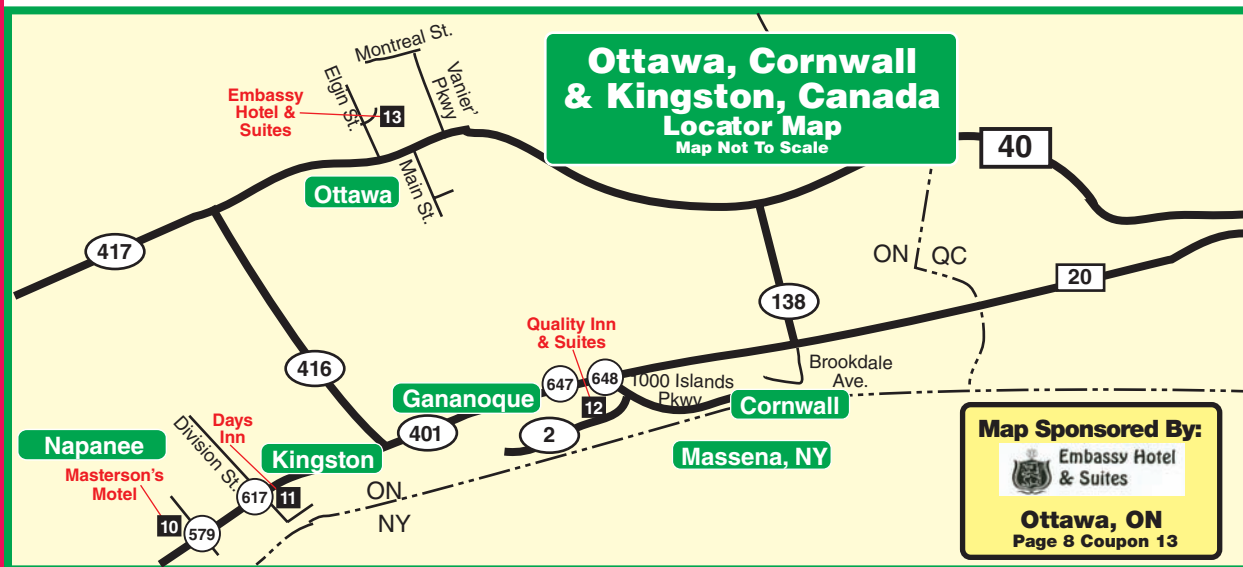 Ottawa, Cornwall
& Kingston, Canada
Locator Map
Map Not To Scale
Montreal St.
Vanier'
Pkwy
Elgin St.
Embassy
Hotel &
Suites
13
Main St.
Ottawa
40
417
ON
QC
20
138
416
Quality Inn
& Suites
647
648
12
1000 Islands
Pkwy
Brookdale
Ave.
Gananoque
Cornwall
401
2
Days
Inn
Napanee
Division St.
Kingston
Massena, NY
Masterson's
Motel
617
11
10
579
ON
NY
Map Sponsored By:
Embassy Hotel
& Suites
Ottawa, ON
Page 8 Coupon 13